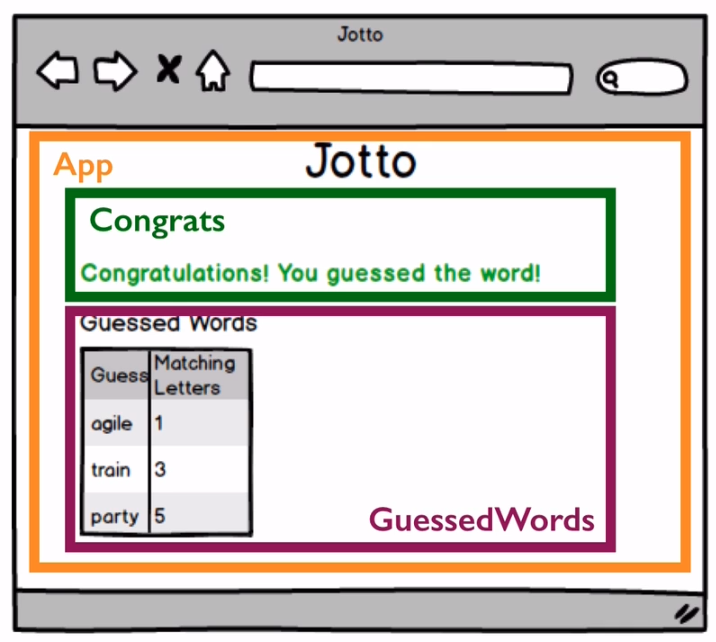 Jotto
App
Jotto
Congrats
Congratulations! You guessed the word!
Guessed Words
Guess Matching Letters
agile 1
train 3
party 5
GuessedWords